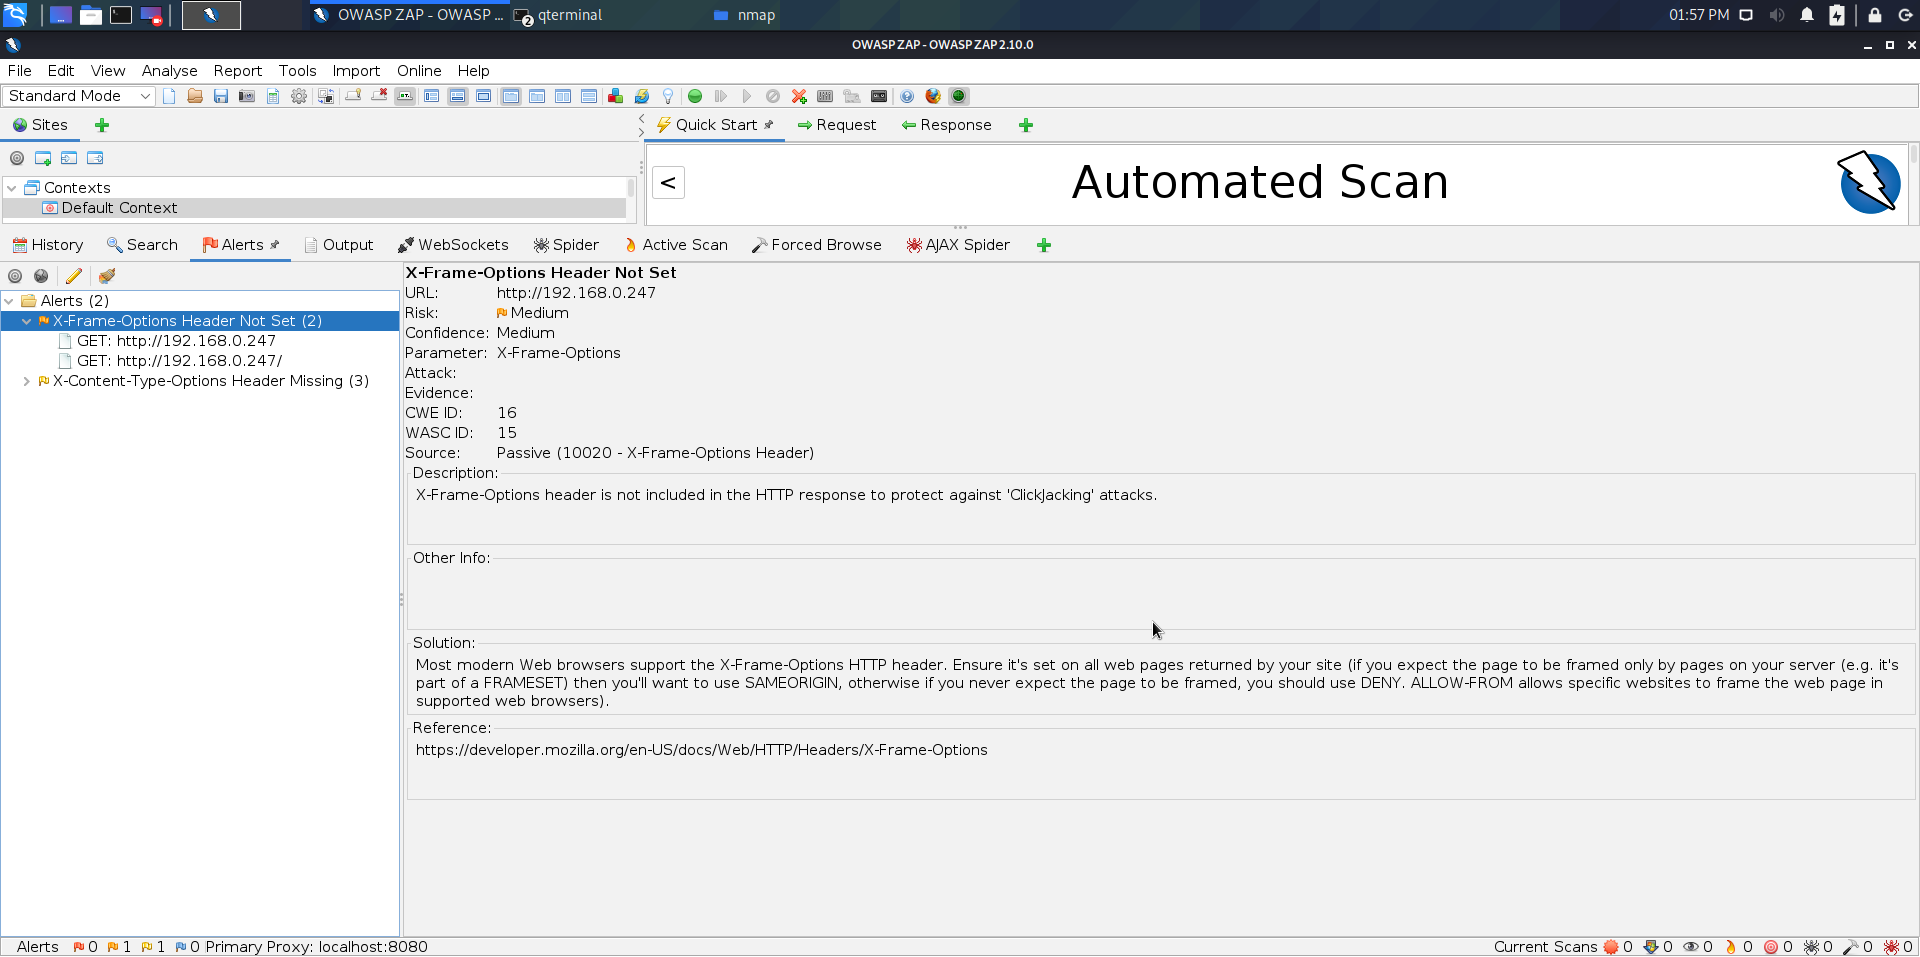 OWASP ZAP - OWASP ...
2
qterminal
nmap
01:57 PM
OWASP ZAP - OWASP ZAP 2.10.0
File Edit View Analyse Report Tools Import Online Help
Standard Mode
Sites
Quick Start
Request
Response
<
Automated Scan
Contexts
Default Context
History
Search
Alerts
Output
WebSockets
Spider
Active Scan
Forced Browse
AJAX Spider
Alerts (2)
X-Frame-Options Header Not Set (2)
GET: http://192.168.0.247
GET: http://192.168.0.247/
X-Content-Type-Options Header Missing (3)
X-Frame-Options Header Not Set
URL: http://192.168.0.247
Risk: Medium
Confidence: Medium
Parameter: X-Frame-Options
Attack:
Evidence:
CWE ID: 16
WASC ID: 15
Source: Passive (10020 - X-Frame-Options Header)
Description:
X-Frame-Options header is not included in the HTTP response to protect against 'ClickJacking' attacks.
Other Info:
Solution:
Most modern Web browsers support the X-Frame-Options HTTP header. Ensure it's set on all web pages returned by your site (if you expect the page to be framed only by pages on your server (e.g. it's
part of a FRAMESET) then you'll want to use SAMEORIGIN, otherwise if you never expect the page to be framed, you should use DENY. ALLOW-FROM allows specific websites to frame the web page in
supported web browsers).
Reference:
https://developer.mozilla.org/en-US/docs/Web/HTTP/Headers/X-Frame-Options
Alerts 0 1 1 0 Primary Proxy: localhost:8080
Current Scans 0 0 0 0 0 0 0 0